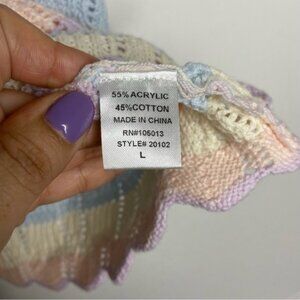 55% ACRYLIC
45%COTTON
MADE IN CHINA
RN#105013
STYLE# 20102
L